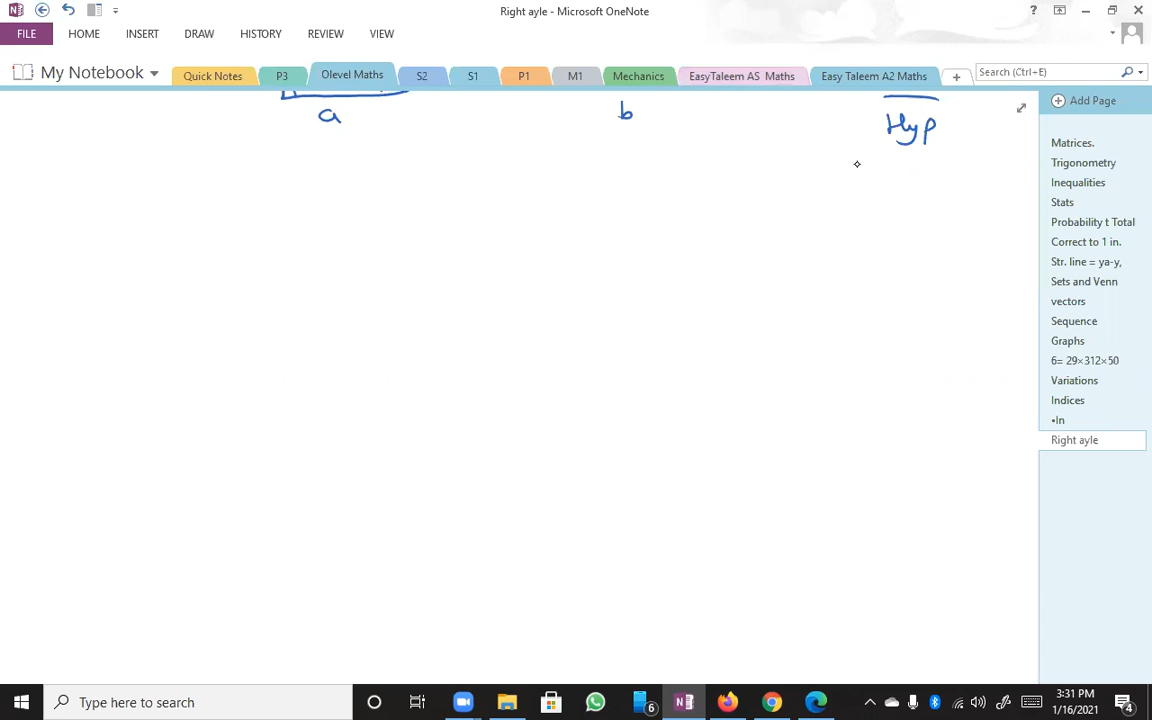 Right ayle - Microsoft OneNote
?
FILE HOME INSERT DRAW HISTORY REVIEW VIEW
My Notebook Quick Notes P3 Olevel Maths S2 S1 P1 M1 Mechanics EasyTaleem AS Maths Easy Taleem A2 Maths + Search (Ctrl+E)
Add Page
a b Hyp
Matrices.
Trigonometry
Inequalities
Stats
Probability t Total
Correct to 1 in.
Str. line = ya-y,
Sets and Venn
vectors
Sequence
Graphs
6= 29×312×50
Variations
Indices
•In
Right ayle
Type here to search
6
3:31 PM
1/16/2021
4